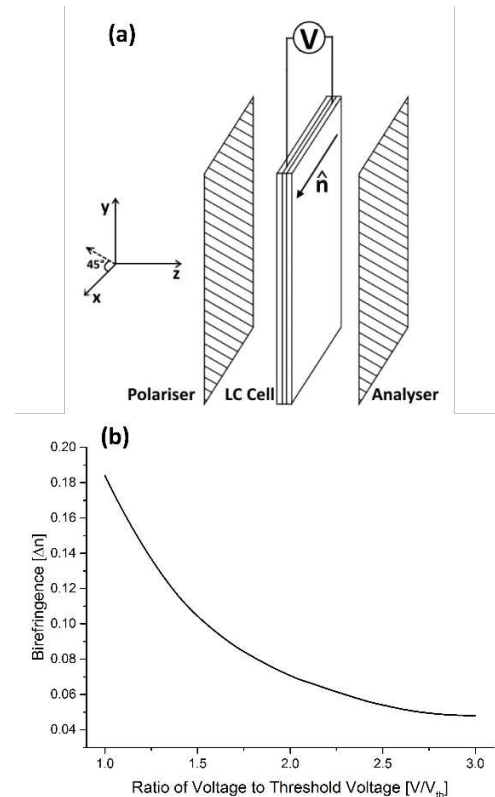 (a)
V
n̂
y
45°
x
z
Polariser LC Cell Analyser
(b)
Birefringence [Δn]
0.20
0.18
0.16
0.14
0.12
0.10
0.08
0.06
0.04
1.0 1.5 2.0 2.5 3.0
Ratio of Voltage to Threshold Voltage [V/Vth]